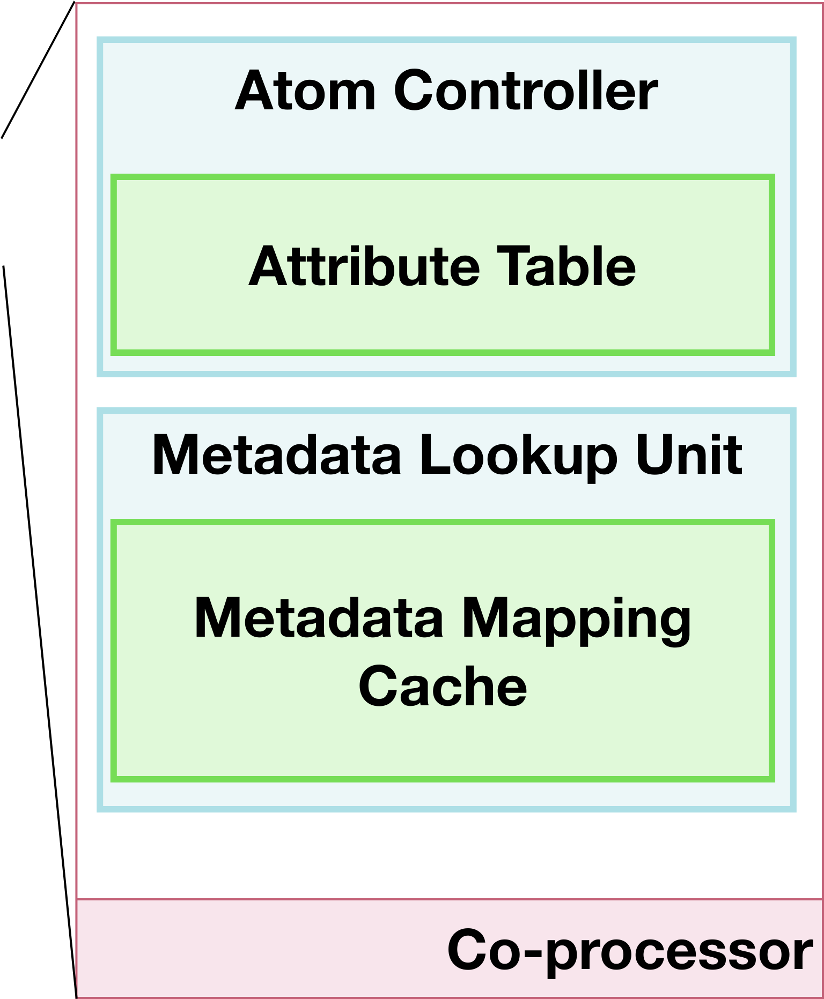 Atom Controller
Attribute Table
Metadata Lookup Unit
Metadata Mapping
Cache
Co-processor